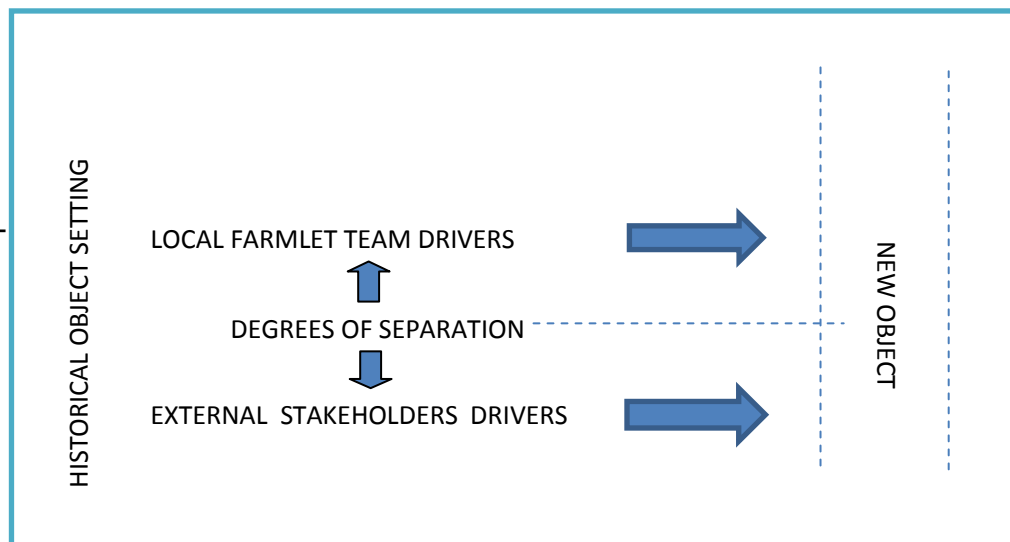 HISTORICAL OBJECT SETTING
LOCAL FARMLET TEAM DRIVERS
DEGREES OF SEPARATION
EXTERNAL STAKEHOLDERS DRIVERS
NEW OBJECT